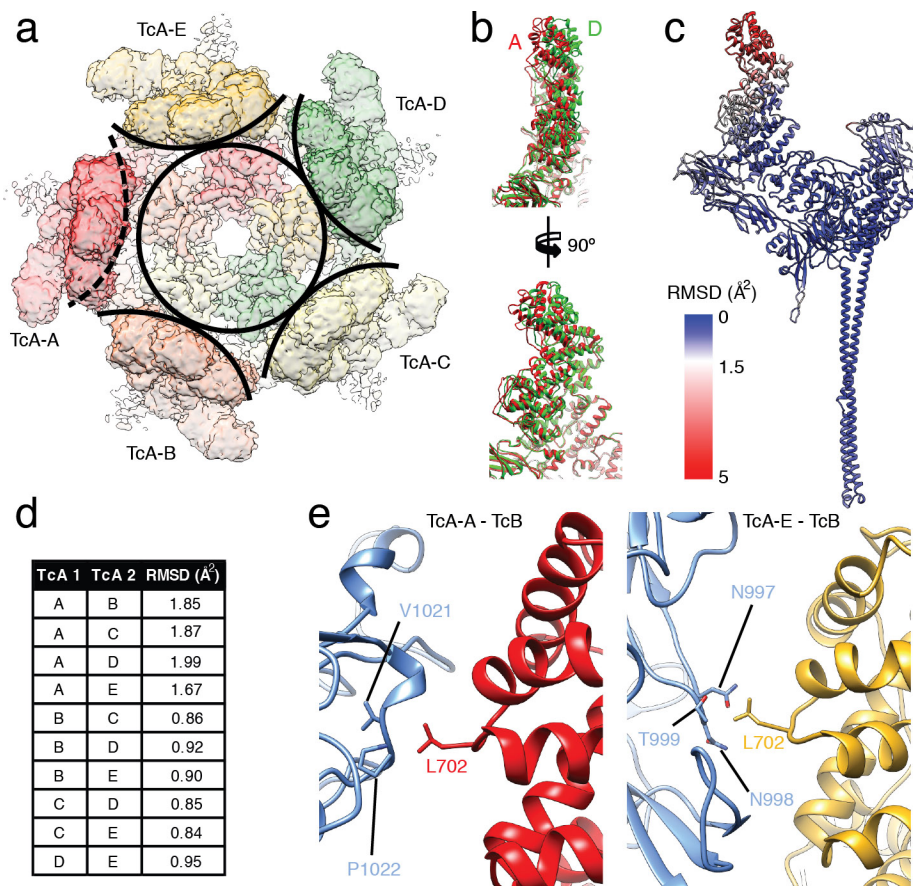 a
TcA-E
TcA-D
TcA-A
TcA-C
TcA-B
b
A
D
90º
c
RMSD (Å²)
0
1.5
5
d
TcA 1 TcA 2 RMSD (Å²)
A B 1.85
A C 1.87
A D 1.99
A E 1.67
B C 0.86
B D 0.92
B E 0.90
C D 0.85
C E 0.84
D E 0.95
e
TcA-A - TcB
V1021
L702
P1022
TcA-E - TcB
N997
T999
L702
N998